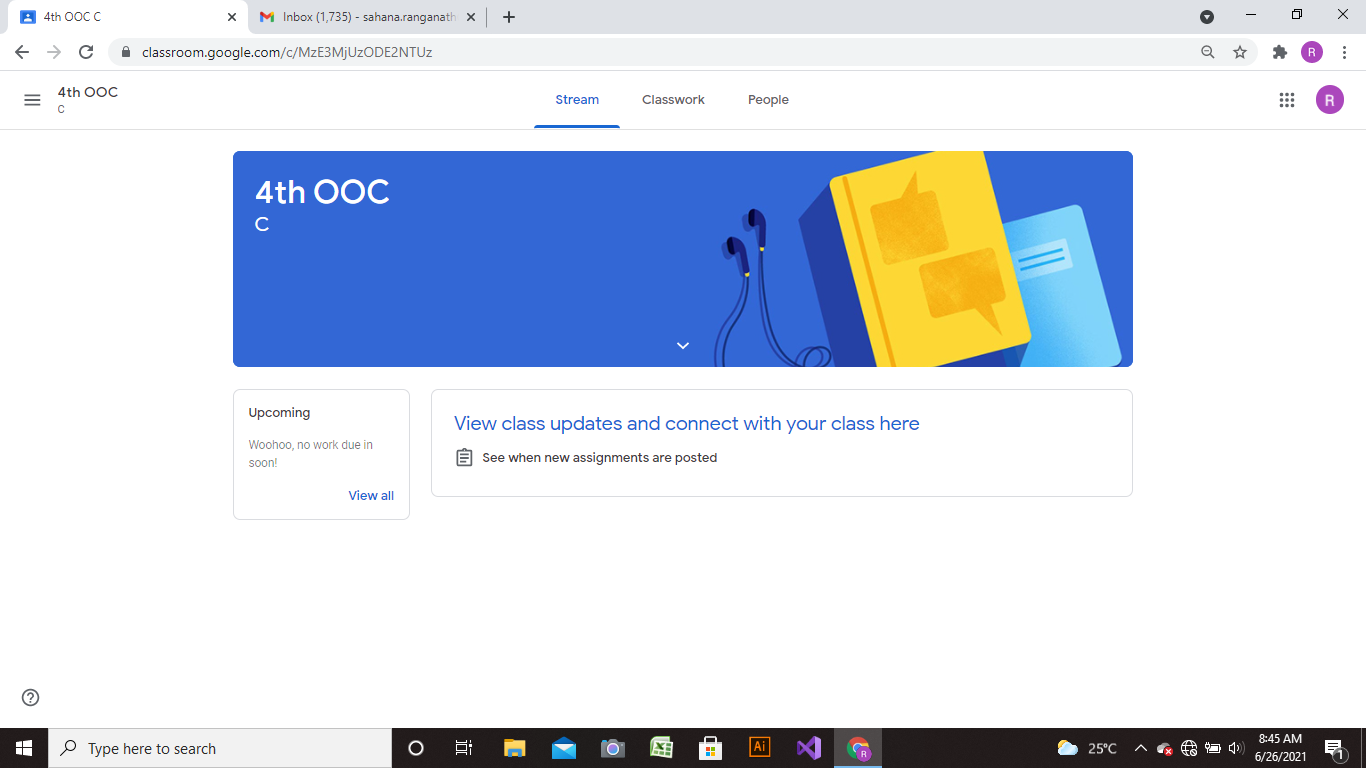 4th OOC C
Inbox (1,735) - sahana.ranganath
classroom.google.com/c/MzE3MjUzODE2NTUz
R
4th OOC
C
Stream
Classwork
People
R
4th OOC
C
Upcoming
Woohoo, no work due in
soon!
View all
View class updates and connect with your class here
See when new assignments are posted
Type here to search
Ai
R
25°C
8:45 AM
6/26/2021
1